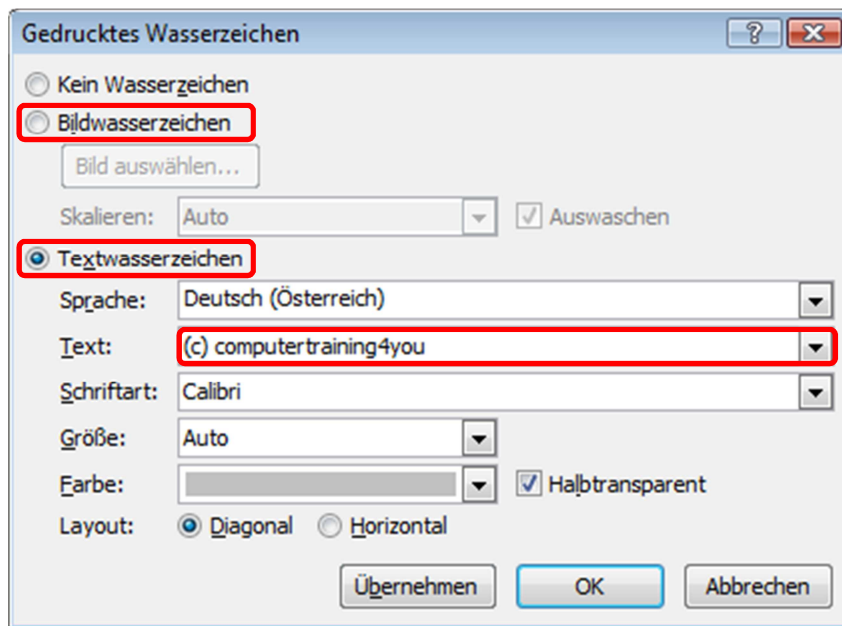 Gedrucktes Wasserzeichen
Kein Wasserzeichen
Bildwasserzeichen
Bild auswählen...
Skalieren: Auto Auswaschen
Textwasserzeichen
Sprache: Deutsch (Österreich)
Text: (c) computertraining4you
Schriftart: Calibri
Größe: Auto
Farbe: Halbtransparent
Layout: Diagonal Horizontal
Übernehmen OK Abbrechen